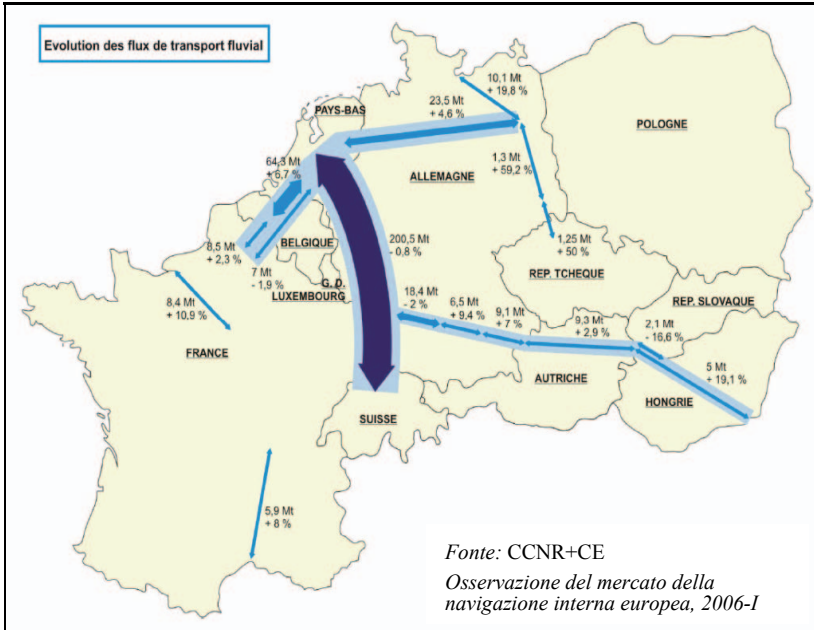 Evolution des flux de transport fluvial
10,1 Mt
+ 19,8 %
23,5 Mt
+ 4,6 %
PAYS-BAS
POLOGNE
64,3 Mt
+ 6,7 %
1,3 Mt
+ 59,2 %
ALLEMAGNE
8,5 Mt
+ 2,3 %
BELGIQUE
200,5 Mt
- 0,8 %
1,25 Mt
+ 50 %
7 Mt
- 1,9 %
G. D.
LUXEMBOURG
REP. TCHEQUE
8,4 Mt
+ 10,9 %
18,4 Mt
- 2 %
6,5 Mt
+ 9,4 %
9,1 Mt
+ 7 %
9,3 Mt
+ 2,9 %
REP. SLOVAQUE
2,1 Mt
- 16,6 %
FRANCE
5 Mt
+ 19,1 %
AUTRICHE
HONGRIE
SUISSE
5,9 Mt
+ 8 %
Fonte: CCNR+CE
Osservazione del mercato della
navigazione interna europea, 2006-I